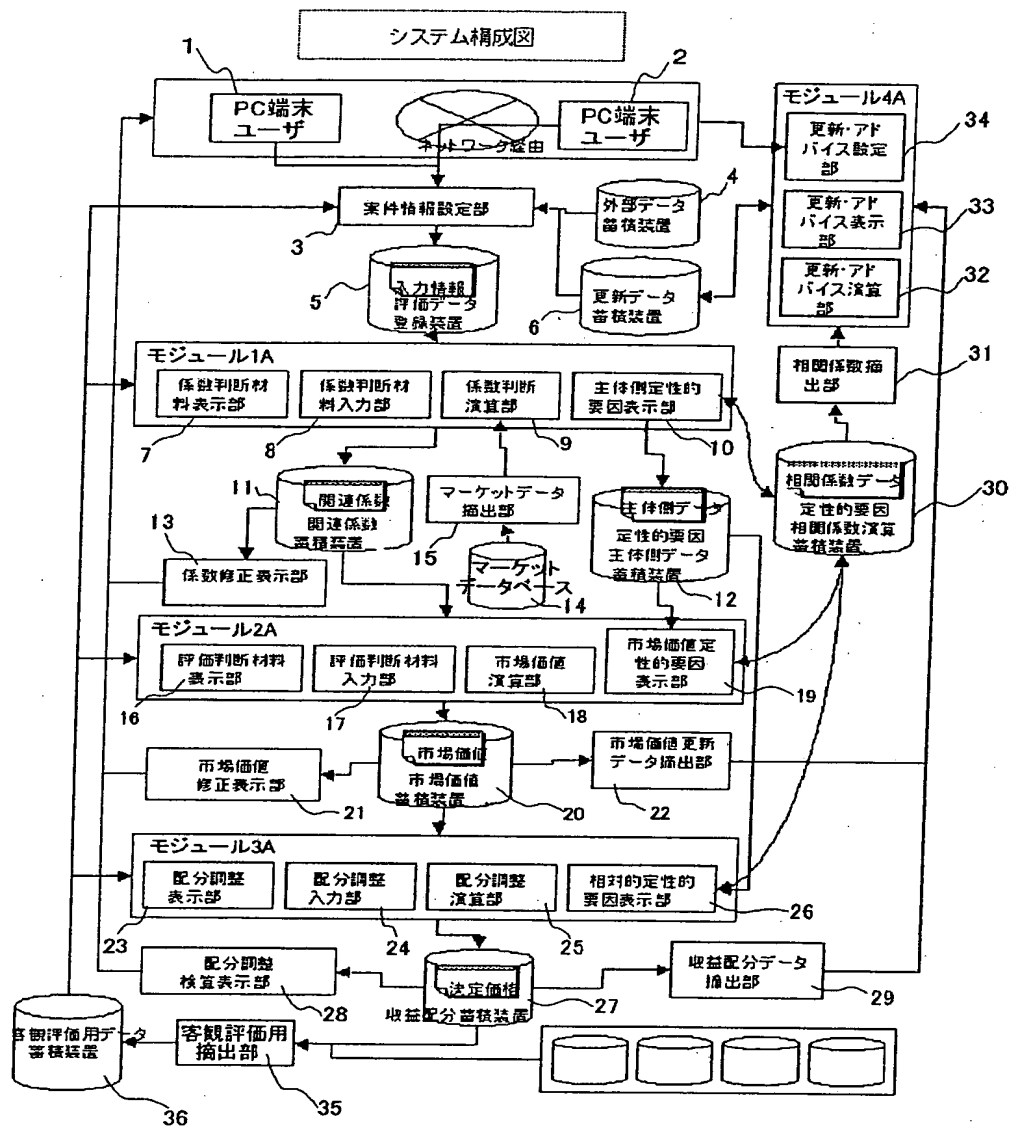 システム構成図
1
2
PC端末
ユーザ
ネットワーク経由
PC端末
ユーザ
モジュール4A
更新・アド
バイス設定
部
34
更新・アド
バイス表示
部
33
更新・アド
バイス演算
部
32
案件情報設定部
3
外部データ
蓄積装置
4
入力情報
評価データ
登録装置
5
更新データ
蓄積装置
6
モジュール1A
係数判断材
料表示部
7
係数判断材
料入力部
8
係数判断
演算部
9
主体側定性的
要因表示部
10
相関係数摘
出部
31
関連係数
関連係数
蓄積装置
11
マーケットデータ
摘出部
15
主体側データ
定性的要因
主体側データ
蓄積装置
12
相関係数データ
定性的要因
相関係数演算
蓄積装置
30
係数修正表示部
13
マーケット
データベース
14
モジュール2A
評価判断材料
表示部
16
評価判断材料
入力部
17
市場価値
演算部
18
市場価値定
性的要因
表示部
19
市場価値
修正表示部
21
市場価値
市場価値
蓄積装置
20
市場価値更新
データ摘出部
22
モジュール3A
配分調整
表示部
23
配分調整
入力部
24
配分調整
演算部
25
相対的定性的
要因表示部
26
配分調整
検算表示部
28
決定価格
収益配分蓄積装置
27
収益配分データ
摘出部
29
客観評価用データ
蓄積装置
36
客観評価用
摘出部
35